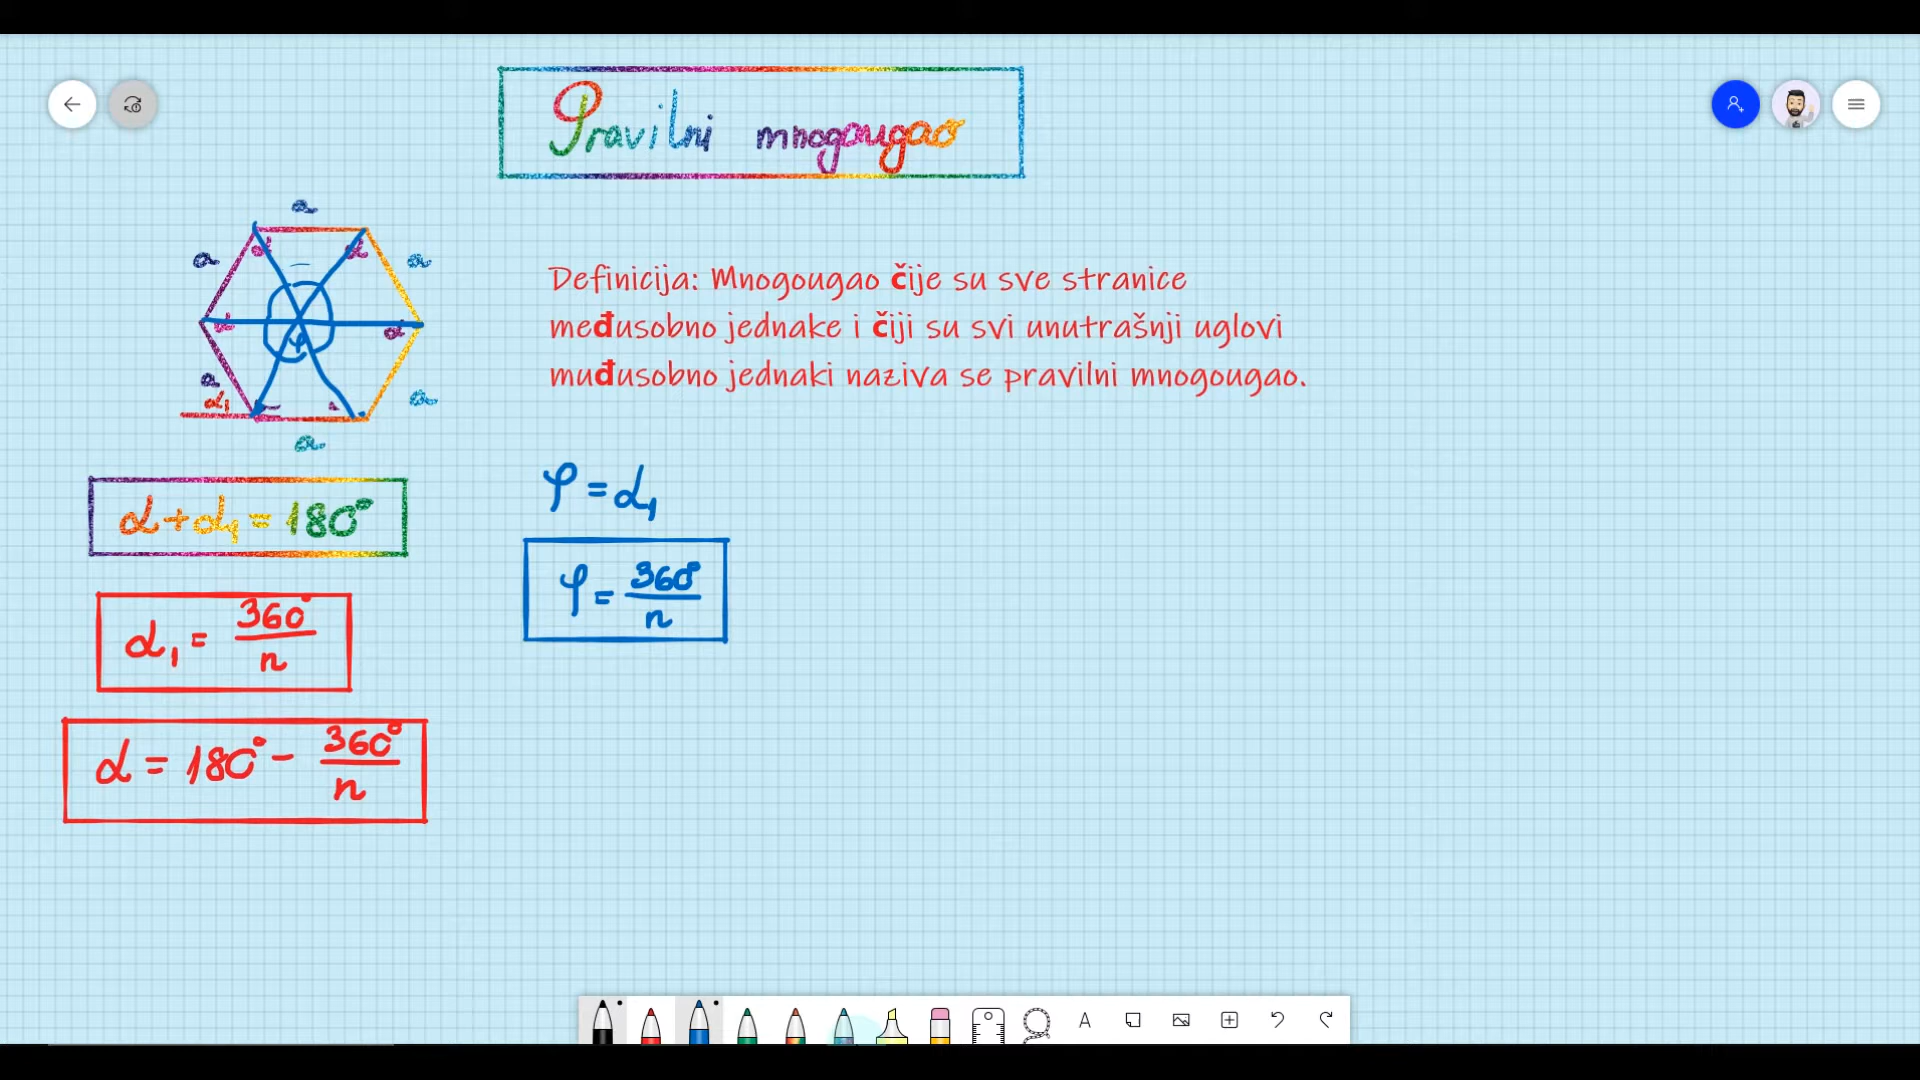 Pravilni mnogougao
a
a
a
α
α
α
α
φ
a
α₁
a
a
Definicija: Mnogougao čije su sve stranice
međusobno jednake i čiji su svi unutrašnji uglovi
muđusobno jednaki naziva se pravilni mnogougao.
α+α₁=180°
α₁ = 360°/n
α = 180° - 360°/n
φ = α₁
φ = 360°/n
A